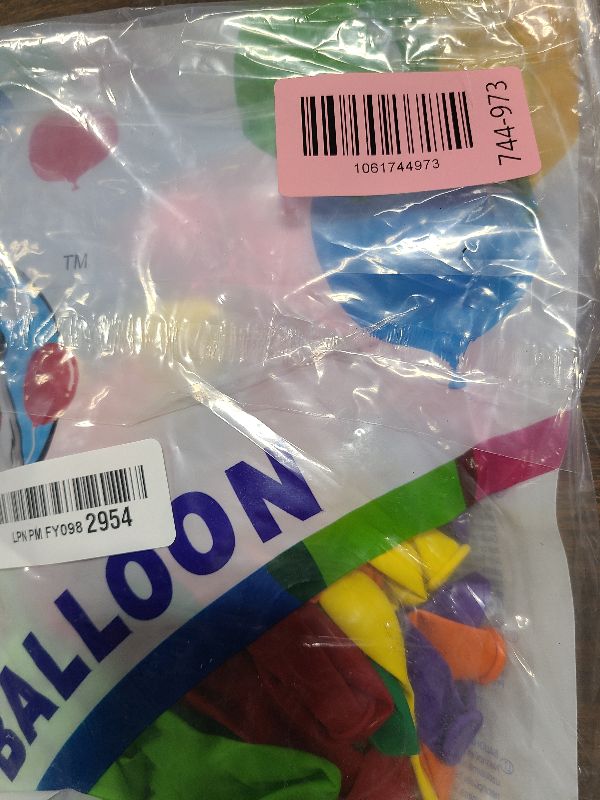 1061744973
744-973
TM
LPN PM FY098 2954
BALLOON